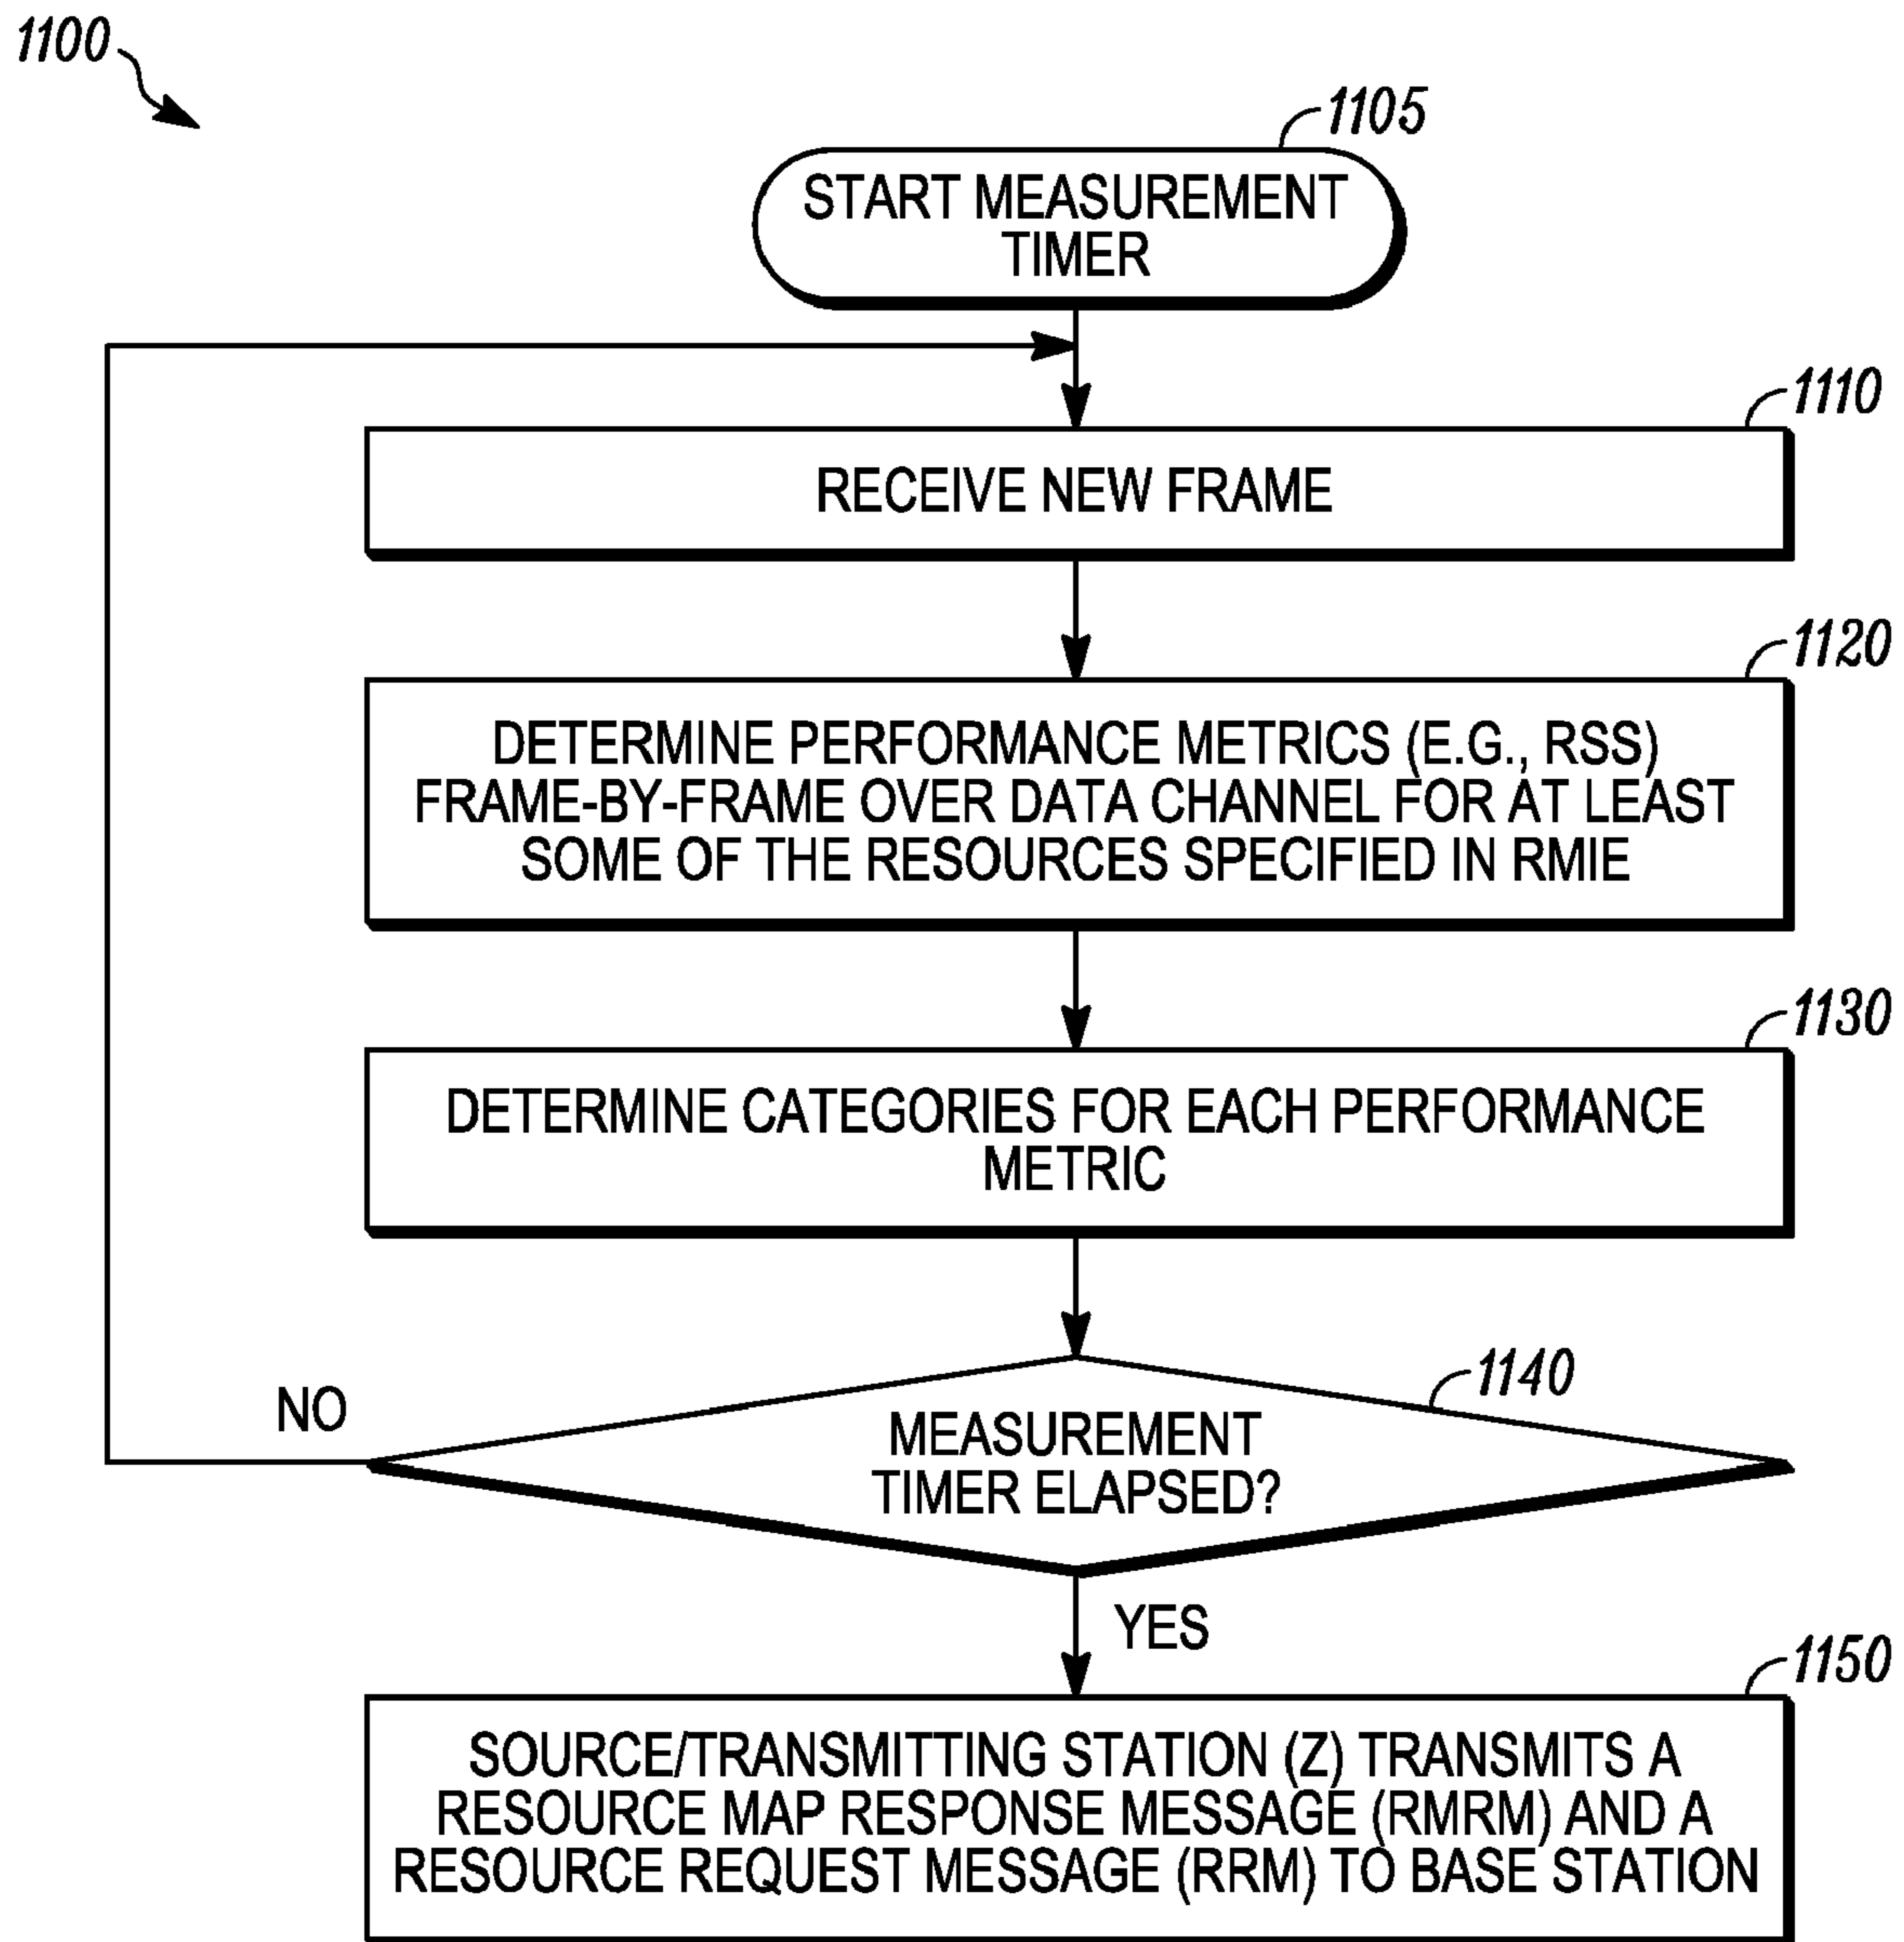 1100
1105
START MEASUREMENT
TIMER
1110
RECEIVE NEW FRAME
1120
DETERMINE PERFORMANCE METRICS (E.G., RSS)
FRAME-BY-FRAME OVER DATA CHANNEL FOR AT LEAST
SOME OF THE RESOURCES SPECIFIED IN RMIE
1130
DETERMINE CATEGORIES FOR EACH PERFORMANCE
METRIC
1140
NO
MEASUREMENT
TIMER ELAPSED?
YES
1150
SOURCE/TRANSMITTING STATION (Z) TRANSMITS A
RESOURCE MAP RESPONSE MESSAGE (RMRM) AND A
RESOURCE REQUEST MESSAGE (RRM) TO BASE STATION